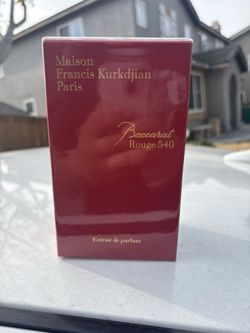 Maison
Francis Kurkdjian
Paris
Baccarat
Rouge 540
Extrait de parfum